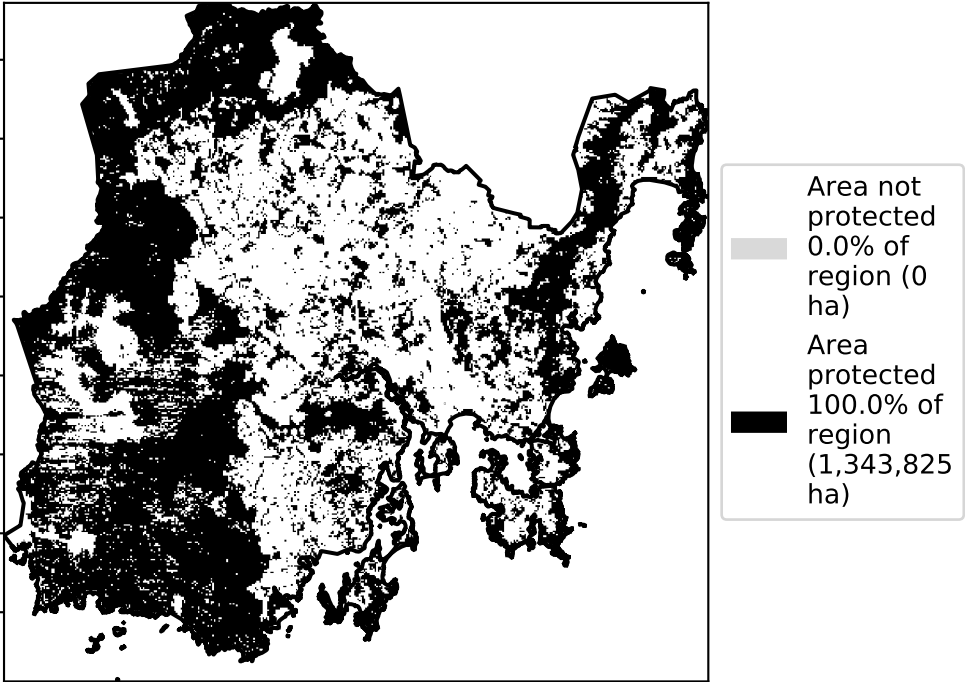 Area not
protected
0.0% of
region (0
ha)
Area
protected
100.0% of
region
(1,343,825
ha)